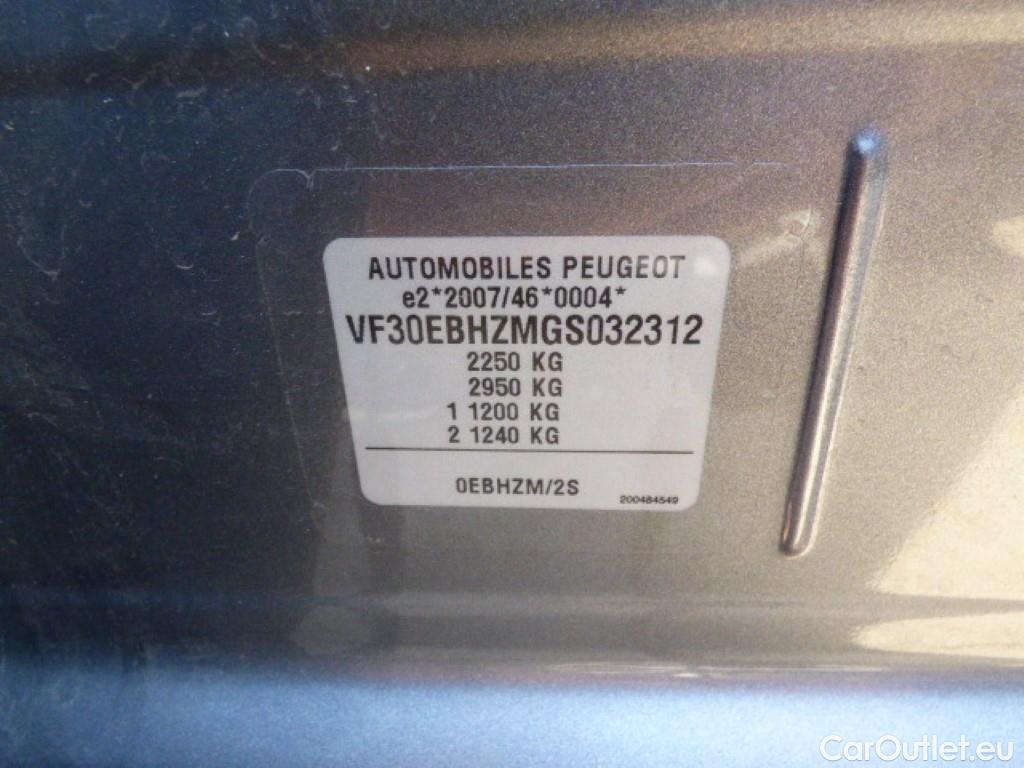 AUTOMOBILES PEUGEOT
e2*2007/46*0004*
VF30EBHZMGS032312
2250 KG
2950 KG
1 1200 KG
2 1240 KG
0EBHZM/2S
200484549
CarOutlet.eu